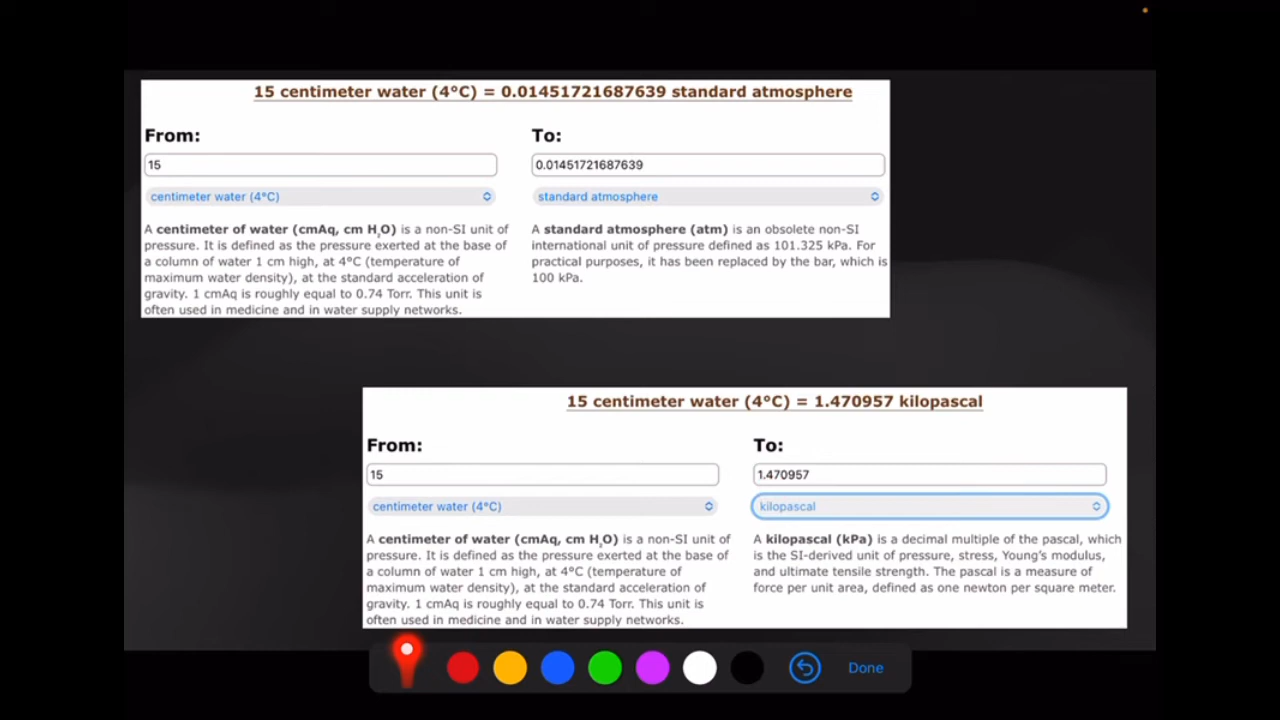 15 centimeter water (4°C) = 0.01451721687639 standard atmosphere
From:
15
centimeter water (4°C)
A centimeter of water (cmAq, cm H₂O) is a non-SI unit of
pressure. It is defined as the pressure exerted at the base of
a column of water 1 cm high, at 4°C (temperature of
maximum water density), at the standard acceleration of
gravity. 1 cmAq is roughly equal to 0.74 Torr. This unit is
often used in medicine and in water supply networks.
To:
0.01451721687639
standard atmosphere
A standard atmosphere (atm) is an obsolete non-SI
international unit of pressure defined as 101.325 kPa. For
practical purposes, it has been replaced by the bar, which is
100 kPa.
15 centimeter water (4°C) = 1.470957 kilopascal
From:
15
centimeter water (4°C)
A centimeter of water (cmAq, cm H₂O) is a non-SI unit of
pressure. It is defined as the pressure exerted at the base of
a column of water 1 cm high, at 4°C (temperature of
maximum water density), at the standard acceleration of
gravity. 1 cmAq is roughly equal to 0.74 Torr. This unit is
often used in medicine and in water supply networks.
To:
1.470957
kilopascal
A kilopascal (kPa) is a decimal multiple of the pascal, which
is the SI-derived unit of pressure, stress, Young's modulus,
and ultimate tensile strength. The pascal is a measure of
force per unit area, defined as one newton per square meter.
Done